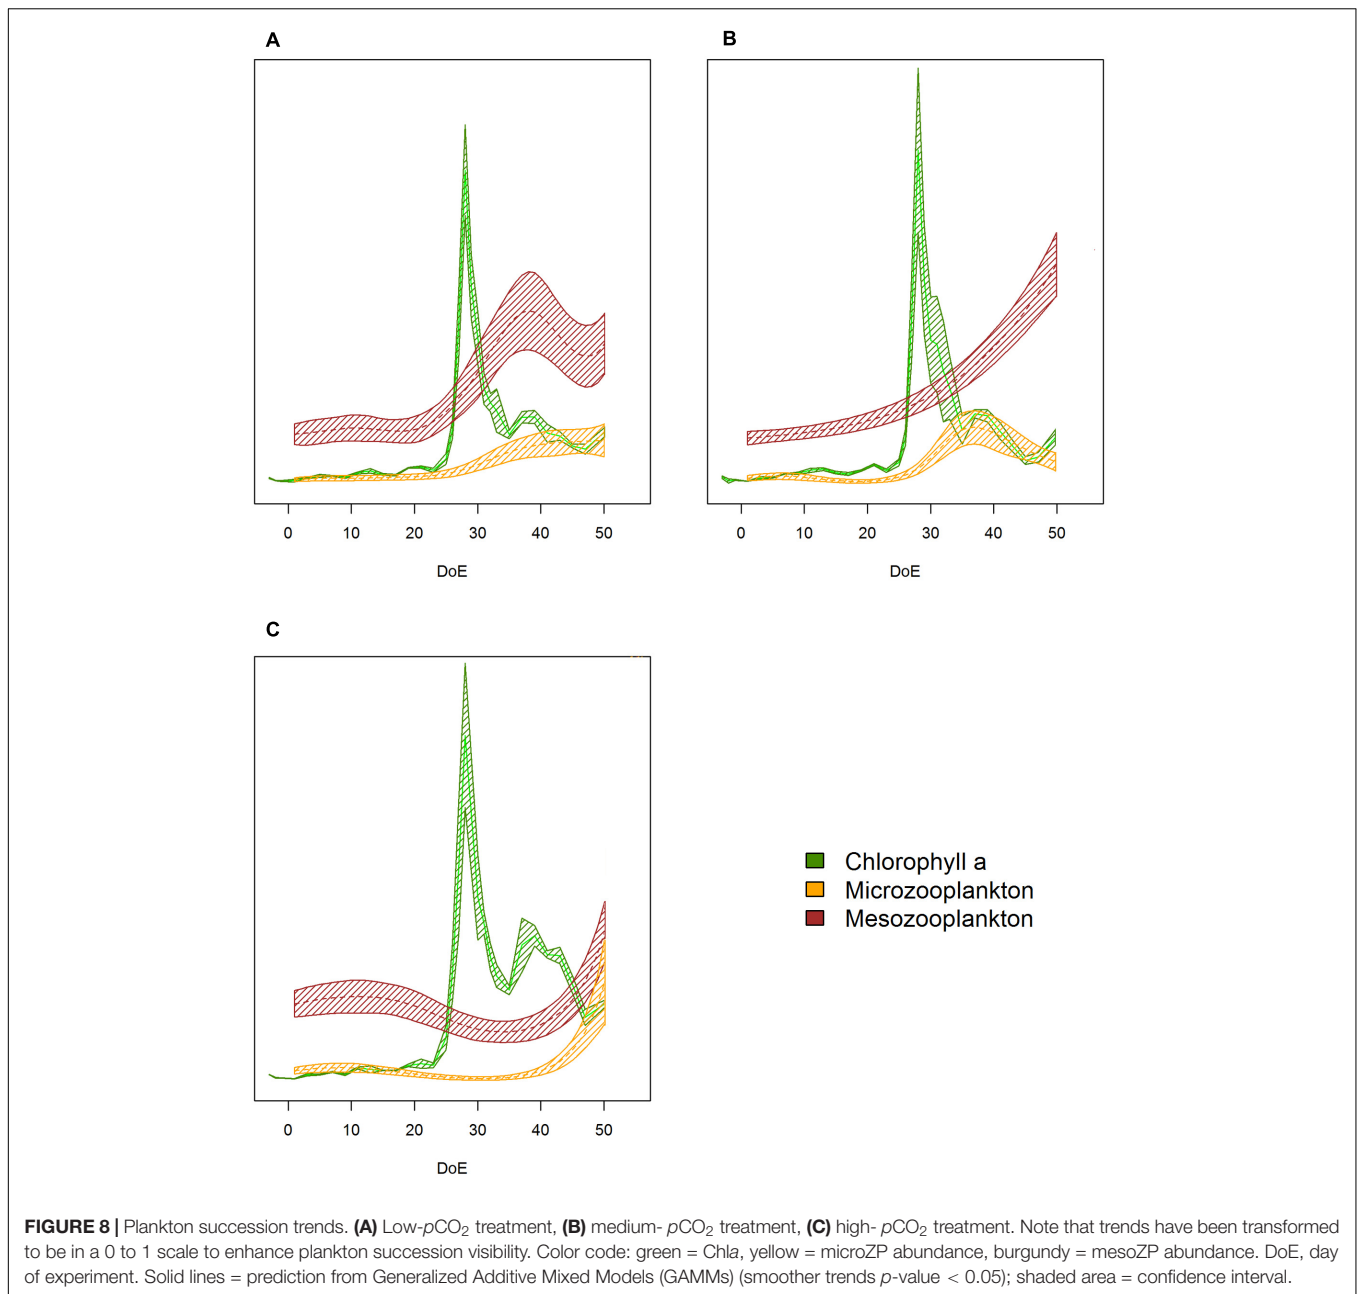 A
B
0 10 20 30 40 50
DoE
0 10 20 30 40 50
DoE
C
0 10 20 30 40 50
DoE
Chlorophyll a
Microzooplankton
Mesozooplankton
FIGURE 8 | Plankton succession trends. (A) Low-pCO₂ treatment, (B) medium- pCO₂ treatment, (C) high- pCO₂ treatment. Note that trends have been transformed
to be in a 0 to 1 scale to enhance plankton succession visibility. Color code: green = Chla, yellow = microZP abundance, burgundy = mesoZP abundance. DoE, day
of experiment. Solid lines = prediction from Generalized Additive Mixed Models (GAMMs) (smoother trends p-value < 0.05); shaded area = confidence interval.